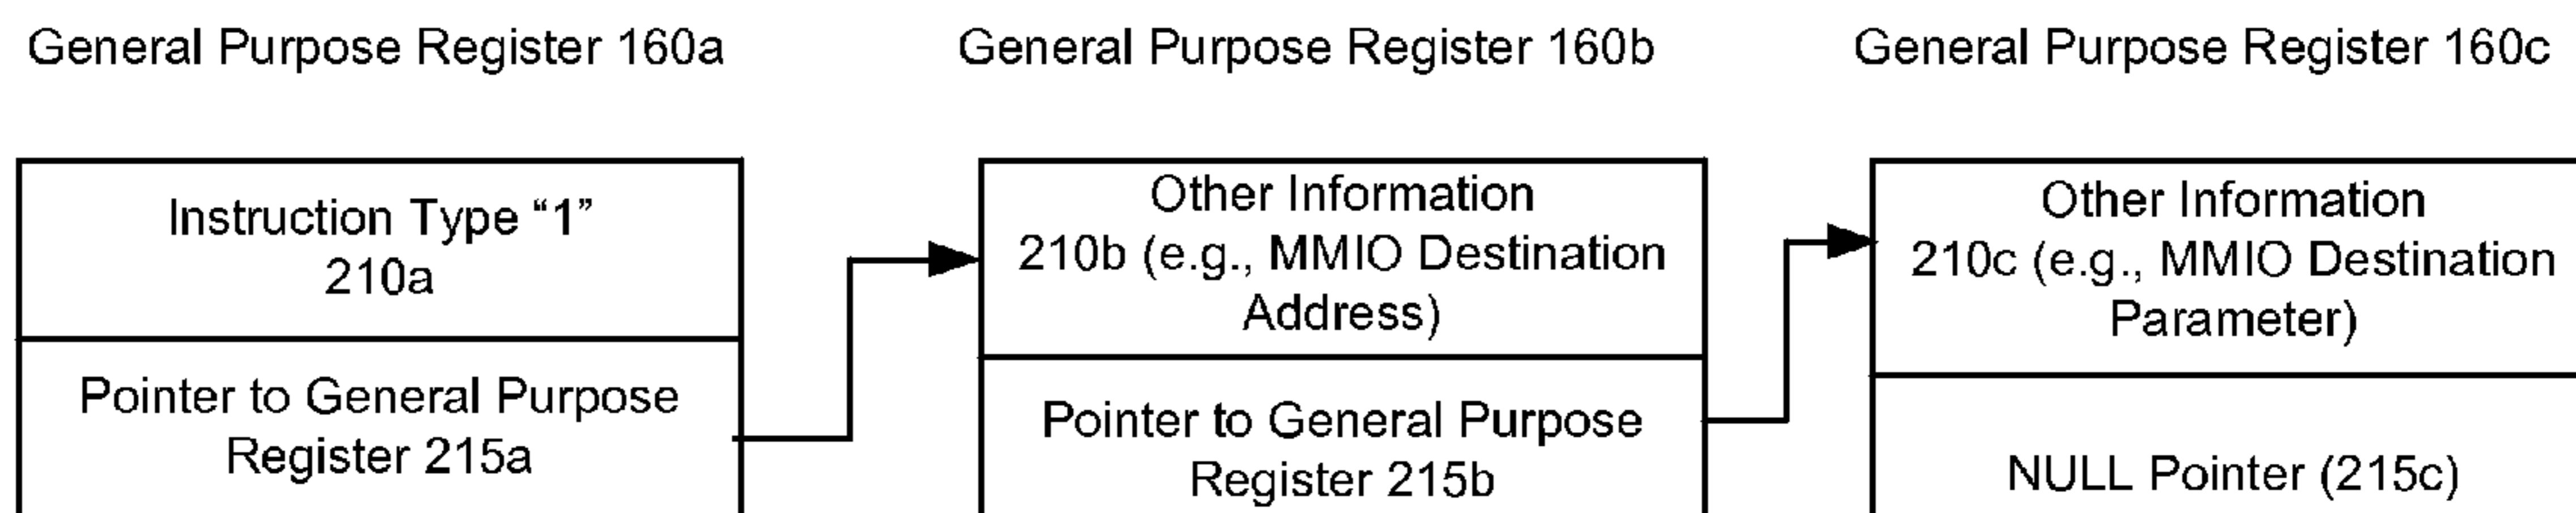 General Purpose Register 160a
General Purpose Register 160b
General Purpose Register 160c
Instruction Type “1”
210a
Pointer to General Purpose
Register 215a
Other Information
210b (e.g., MMIO Destination
Address)
Pointer to General Purpose
Register 215b
Other Information
210c (e.g., MMIO Destination
Parameter)
NULL Pointer (215c)